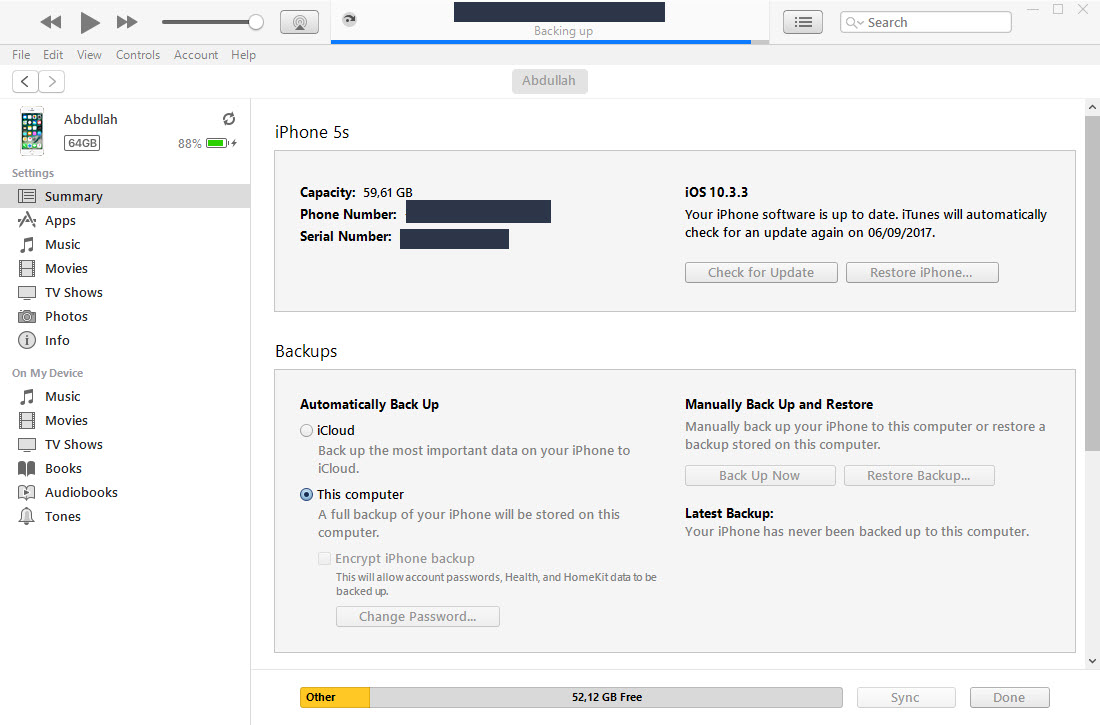 Search
Backing up
File Edit View Controls Account Help
Abdullah
Abdullah
64GB
88%
Settings
Summary
Apps
Music
Movies
TV Shows
Photos
Info
On My Device
Music
Movies
TV Shows
Books
Audiobooks
Tones
iPhone 5s
Capacity: 59,61 GB
Phone Number:
Serial Number:
iOS 10.3.3
Your iPhone software is up to date. iTunes will automatically
check for an update again on 06/09/2017.
Check for Update Restore iPhone...
Backups
Automatically Back Up
iCloud
Back up the most important data on your iPhone to
iCloud.
This computer
A full backup of your iPhone will be stored on this
computer.
Encrypt iPhone backup
This will allow account passwords, Health, and HomeKit data to be
backed up.
Change Password...
Manually Back Up and Restore
Manually back up your iPhone to this computer or restore a
backup stored on this computer.
Back Up Now Restore Backup...
Latest Backup:
Your iPhone has never been backed up to this computer.
Other 52,12 GB Free Sync Done